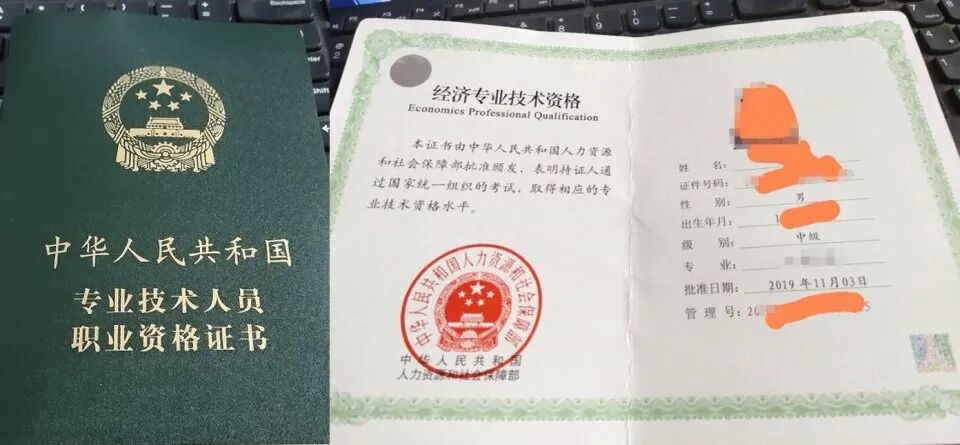 中华人民共和国
专业技术人员
职业资格证书
Backspace
经济专业技术资格
Economics Professional Qualification
本证书由中华人民共和国人力资源
和社会保障部批准颁发，表明持证人通
过国家统一组织的考试。取得相应的专
业技术资格水平。
中华人民共和国人力资源和社会保障部
中华人民共和国
人力资源和社会保障部
姓 名：
证件号码：
性 别： 男
出生年月： 1
级 别： 中级
专 业：
批准日期： 2019 年11月03日
管 理 号： 20 5